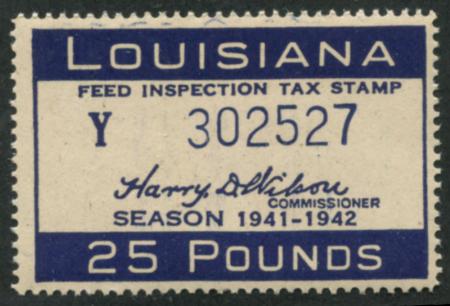 LOUISIANA
FEED INSPECTION TAX STAMP
Y 302527
Harry D. Wilson
COMMISSIONER
SEASON 1941-1942
25 POUNDS